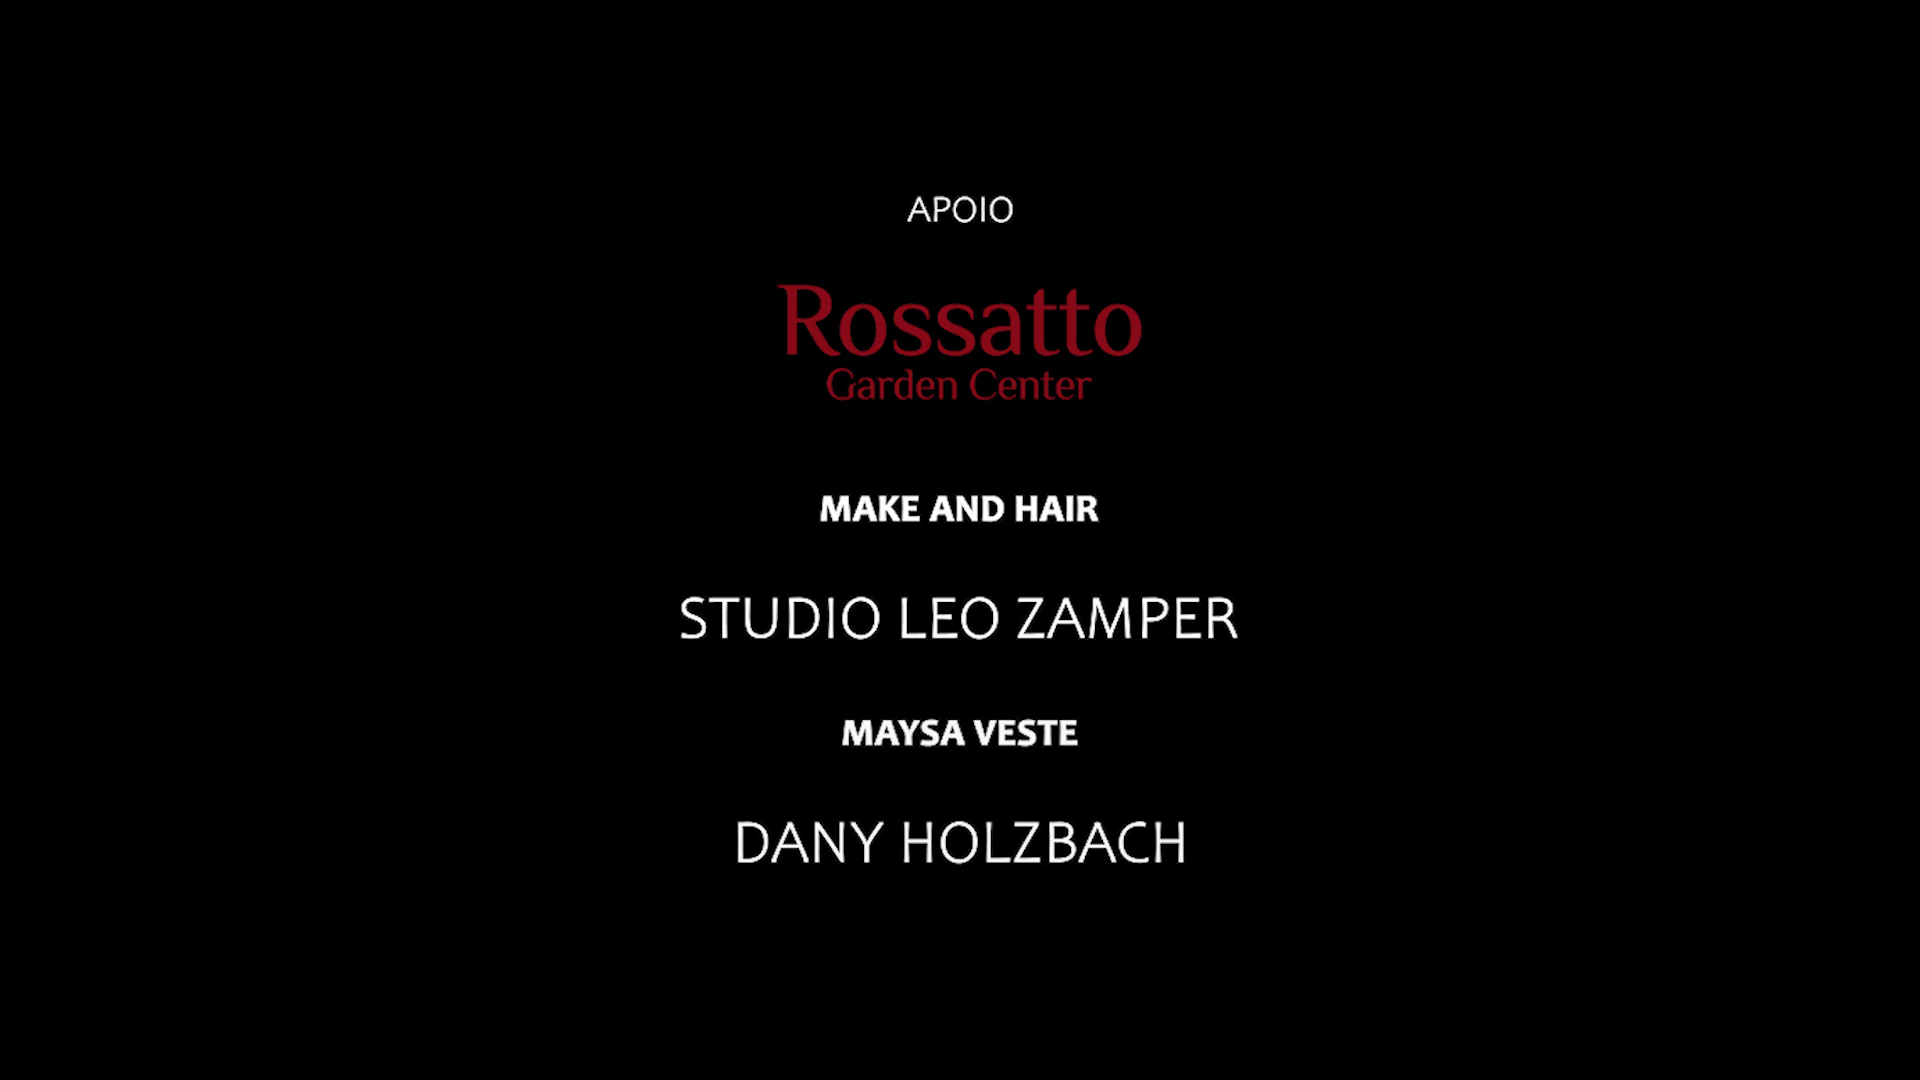 APOIO
Rossatto
Garden Center
MAKE AND HAIR
STUDIO LEO ZAMPER
MAYSA VESTE
DANY HOLZBACH